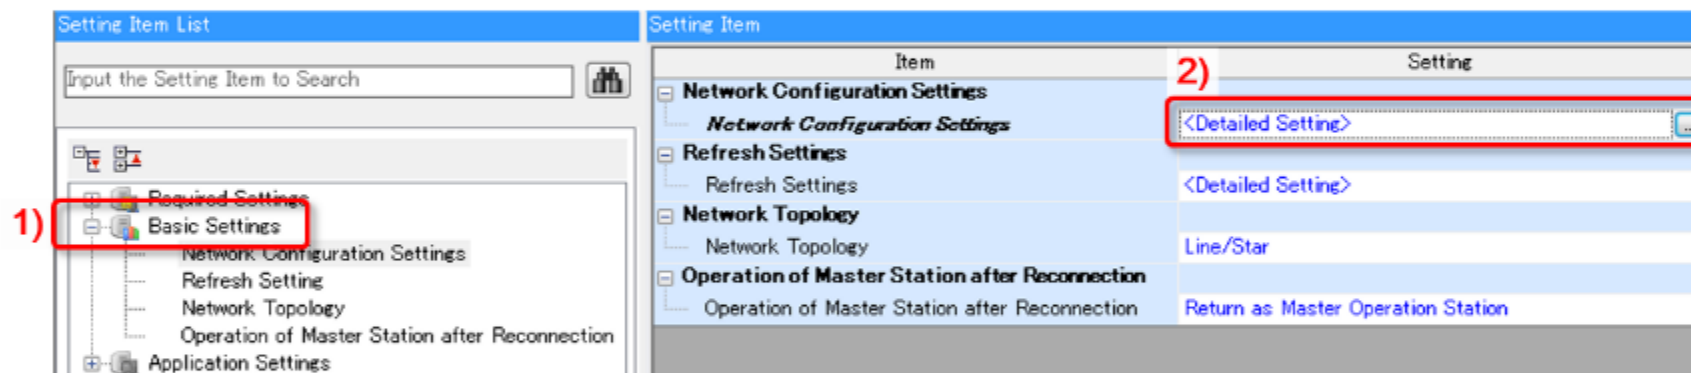 Setting Item List
Input the Setting Item to Search
Required Settings
1)
Basic Settings
Network Configuration Settings
Refresh Setting
Network Topology
Operation of Master Station after Reconnection
Application Settings
Setting Item
Item Setting
2)
Network Configuration Settings
Network Configuration Settings <Detailed Setting> ...
Refresh Settings
Refresh Settings <Detailed Setting>
Network Topology
Network Topology Line/Star
Operation of Master Station after Reconnection
Operation of Master Station after Reconnection Return as Master Operation Station